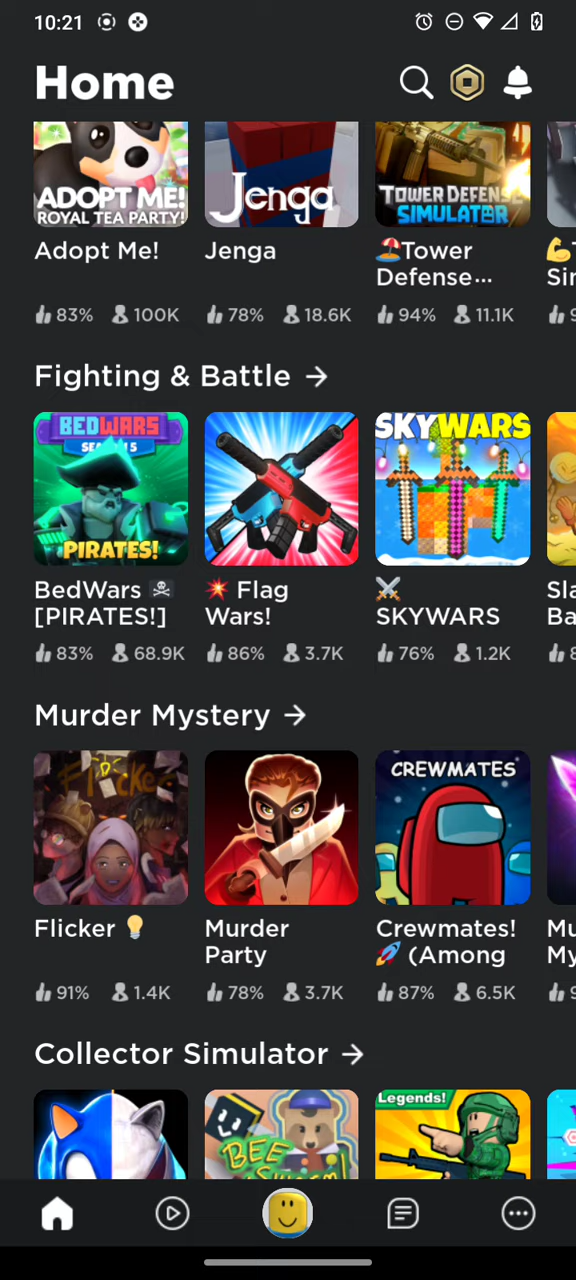 10:21
Home
ADOPT ME!
ROYAL TEA PARTY!
Jenga
TOWER DEFENSE
SIMULATOR
Adopt Me!
Jenga
🏖️Tower
Defense...
💪
83% 100K
78% 18.6K
94% 11.1K
Fighting & Battle →
BEDWARS
PIRATES!
SKYWARS
BedWars ☠️
[PIRATES!]
💥 Flag
Wars!
⚔️
SKYWARS
83% 68.9K
86% 3.7K
76% 1.2K
Murder Mystery →
Flicker
CREWMATES
Flicker 💡
Murder
Party
Crewmates!
🚀 (Among
91% 1.4K
78% 3.7K
87% 6.5K
Collector Simulator →
BEE
Legends!